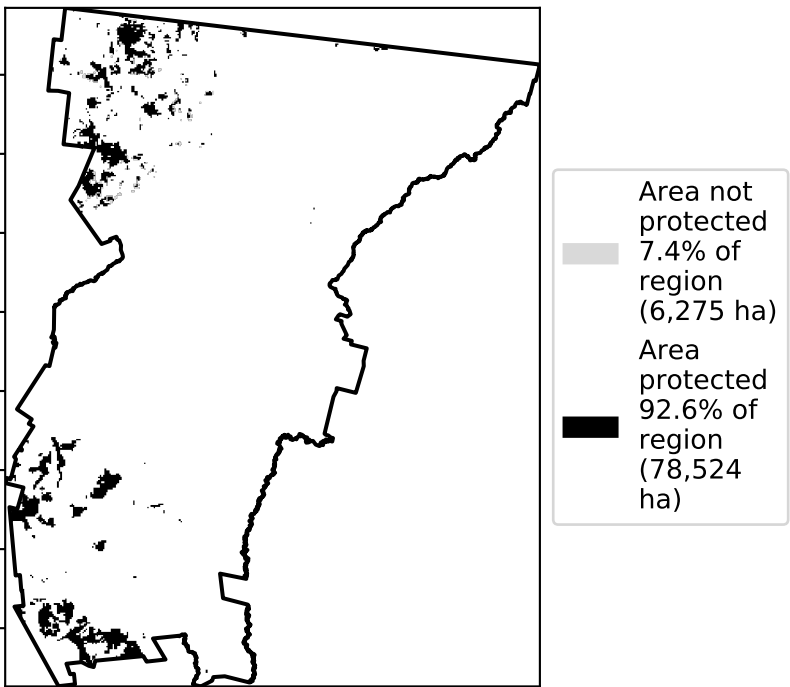 Area not
protected
7.4% of
region
(6,275 ha)
Area
protected
92.6% of
region
(78,524
ha)